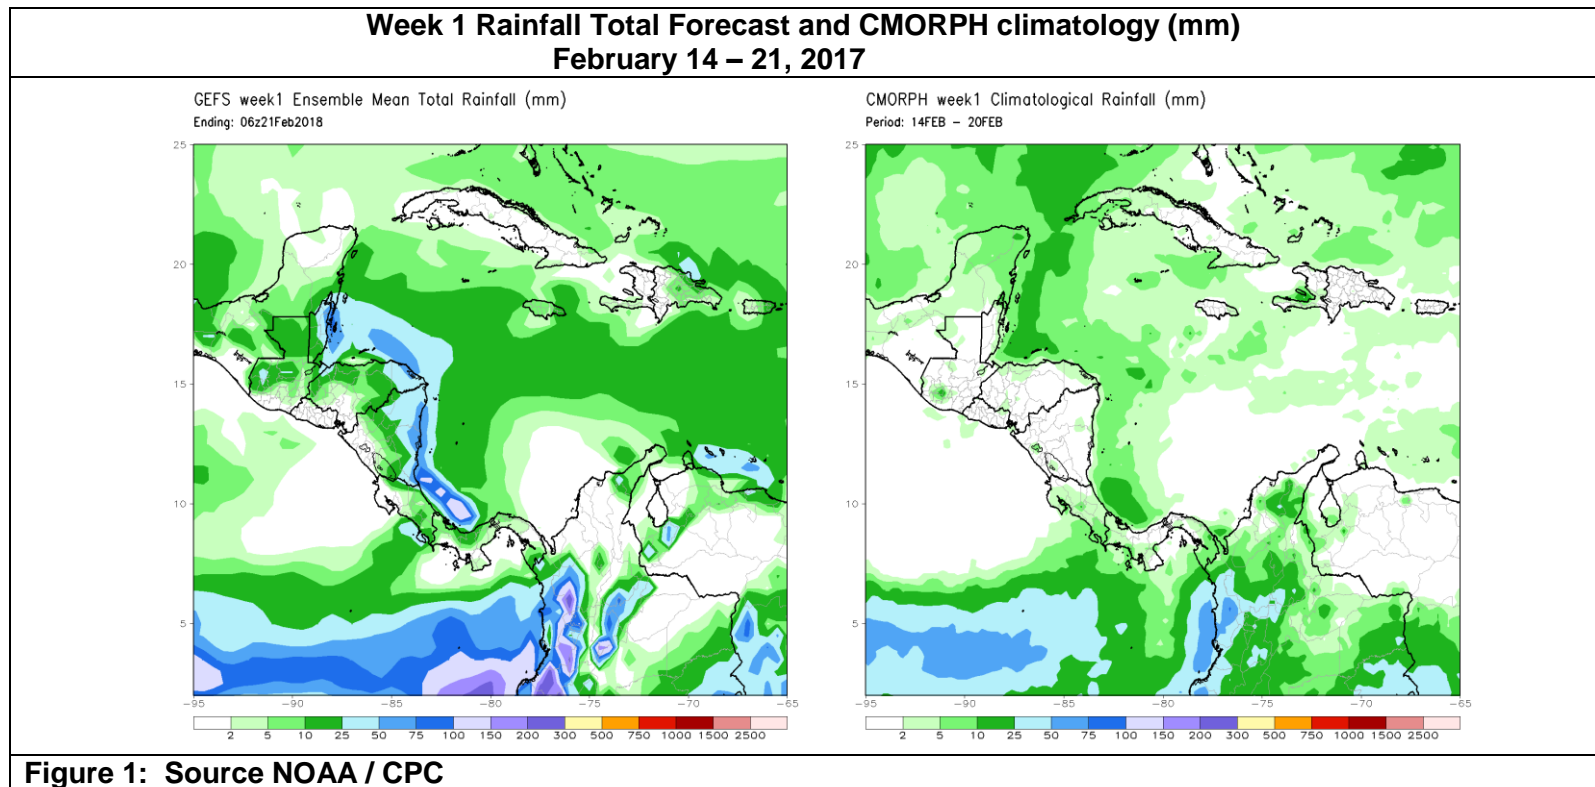 Week 1 Rainfall Total Forecast and CMORPH climatology (mm)
February 14 – 21, 2017
GEFS week1 Ensemble Mean Total Rainfall (mm)
Ending: 06z21Feb2018
25
20
15
10
5
-95 -90 -85 -80 -75 -70 -65
2 5 10 25 50 75 100 150 200 300 500 750 1000 1500 2500
CMORPH week1 Climatological Rainfall (mm)
Period: 14FEB - 20FEB
25
20
15
10
5
-95 -90 -85 -80 -75 -70 -65
2 5 10 25 50 75 100 150 200 300 500 750 1000 1500 2500
Figure 1: Source NOAA / CPC